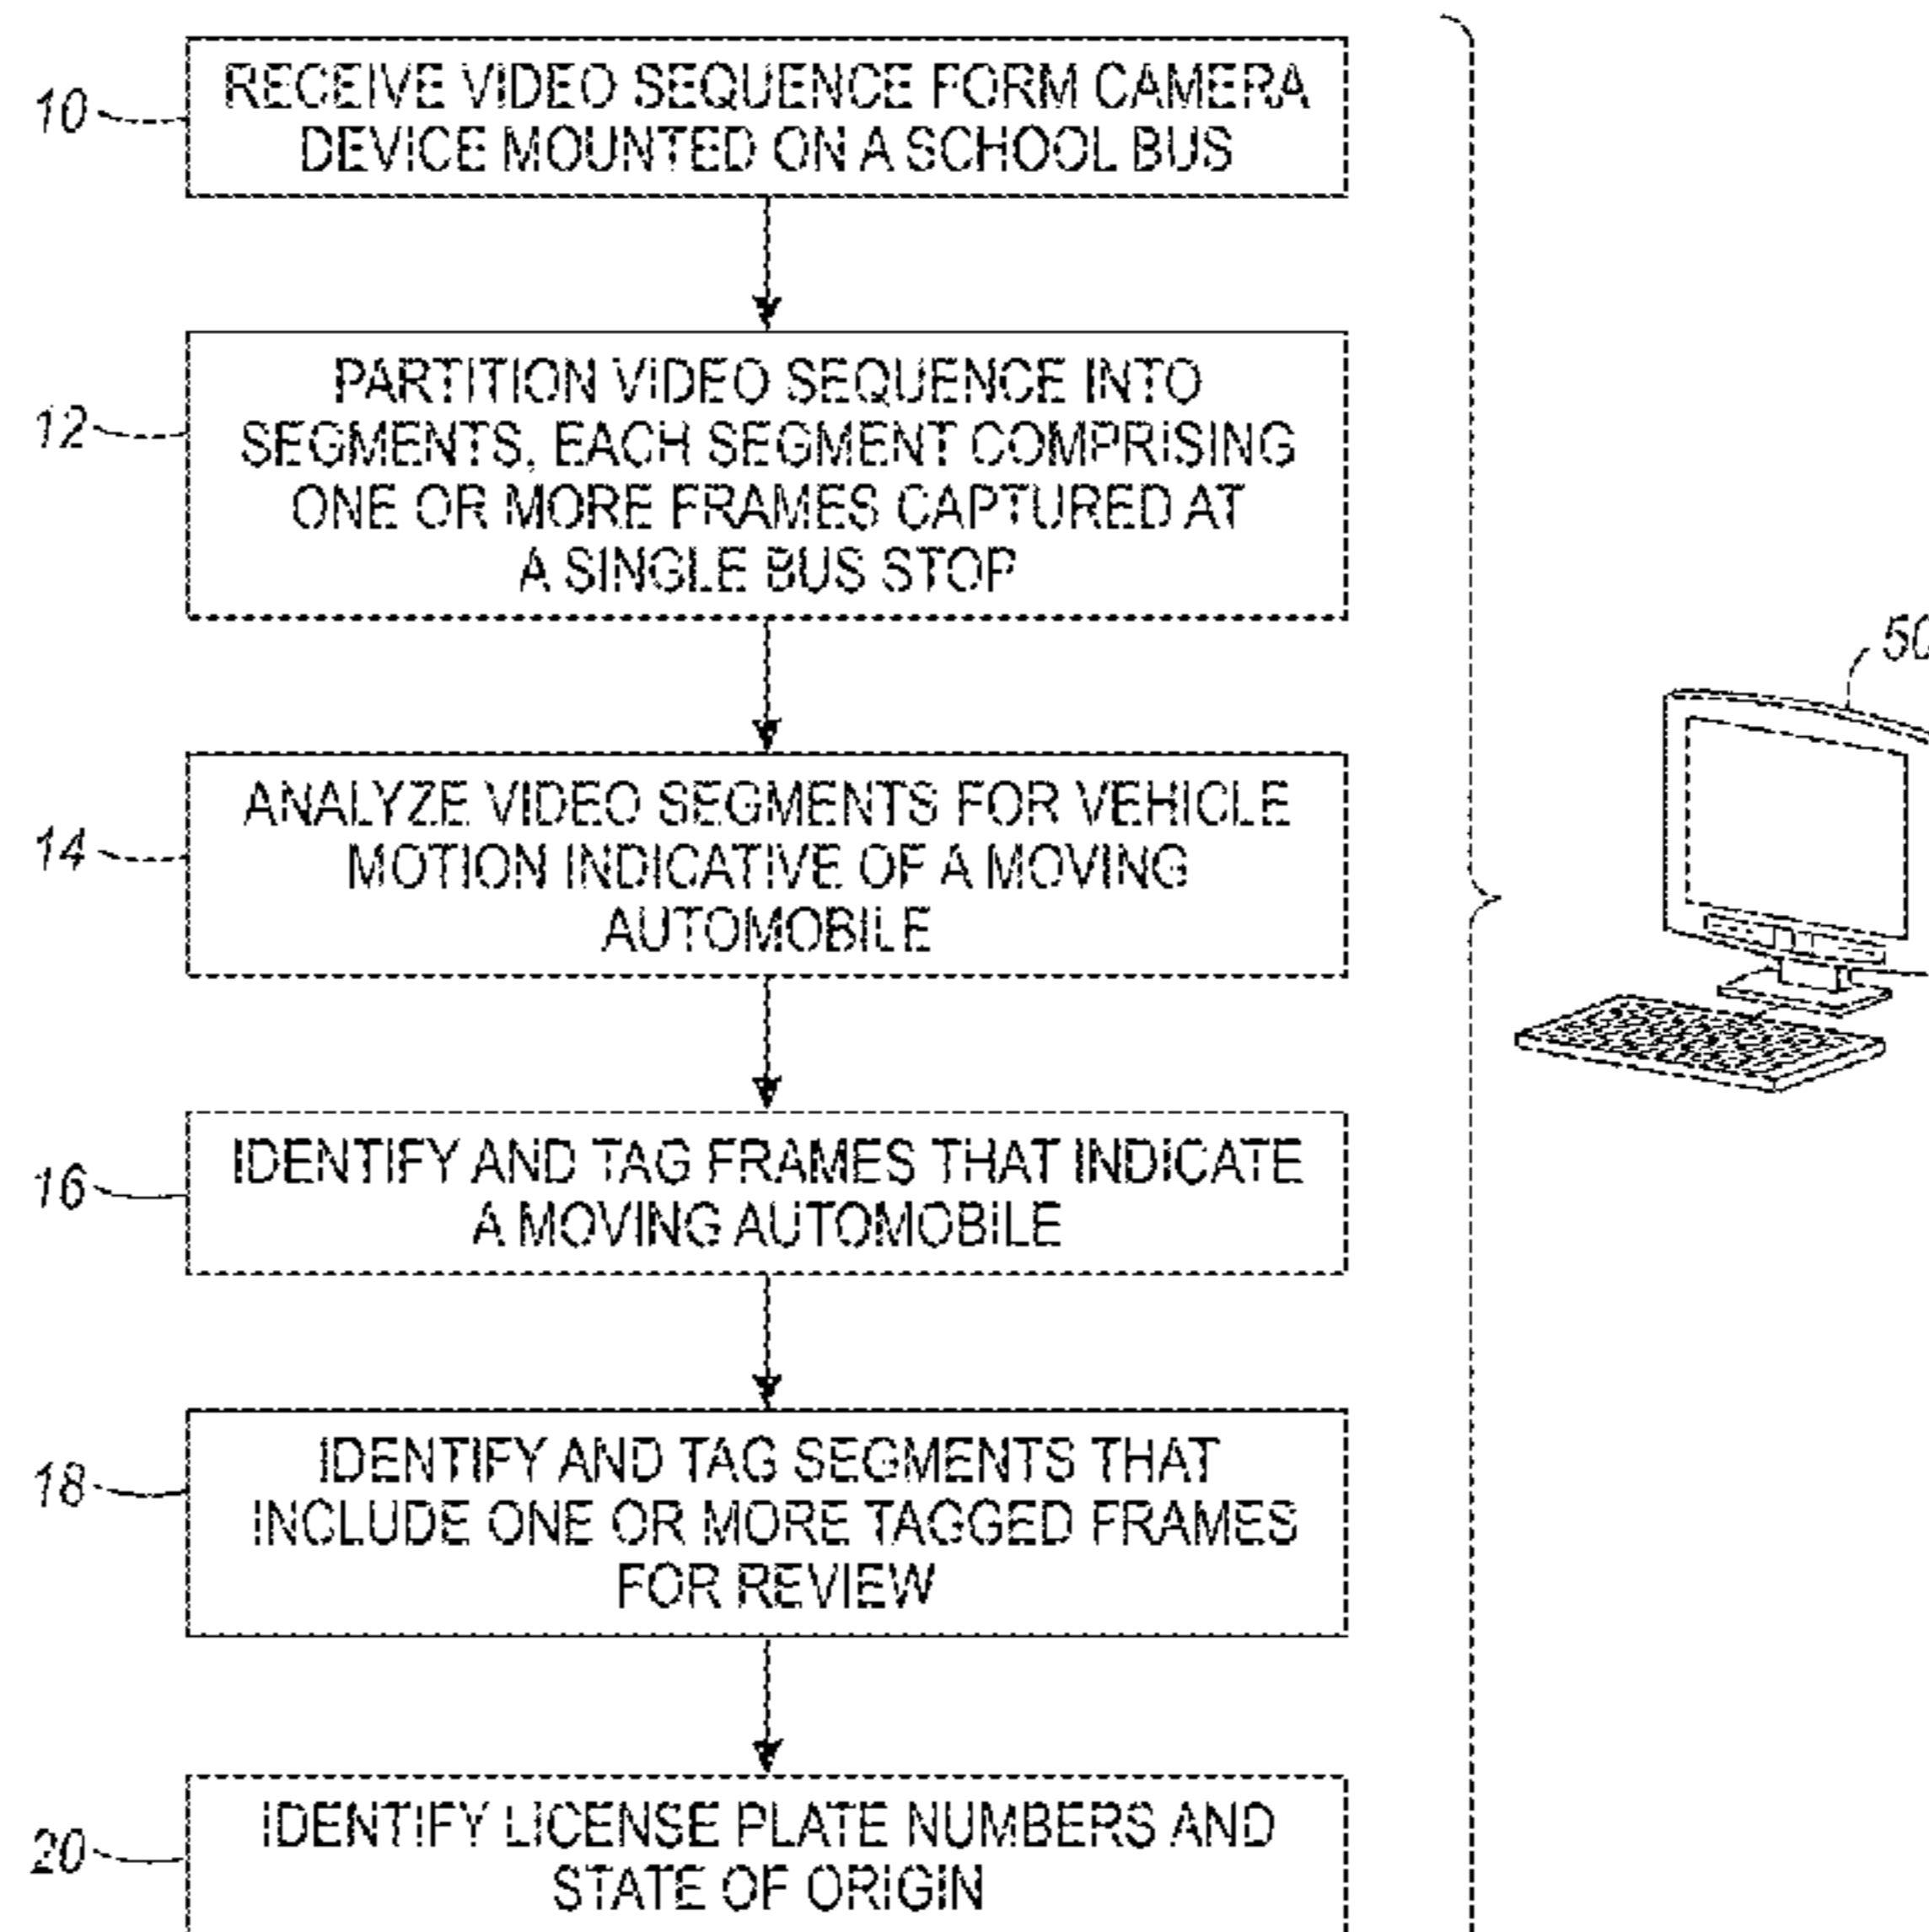 10
RECEIVE VIDEO SEQUENCE FORM CAMERA
DEVICE MOUNTED ON A SCHOOL BUS
12
PARTITION VIDEO SEQUENCE INTO
SEGMENTS, EACH SEGMENT COMPRISING
ONE OR MORE FRAMES CAPTURED AT
A SINGLE BUS STOP
50
14
ANALYZE VIDEO SEGMENTS FOR VEHICLE
MOTION INDICATIVE OF A MOVING
AUTOMOBILE
16
IDENTIFY AND TAG FRAMES THAT INDICATE
A MOVING AUTOMOBILE
18
IDENTIFY AND TAG SEGMENTS THAT
INCLUDE ONE OR MORE TAGGED FRAMES
FOR REVIEW
20
IDENTIFY LICENSE PLATE NUMBERS AND
STATE OF ORIGIN